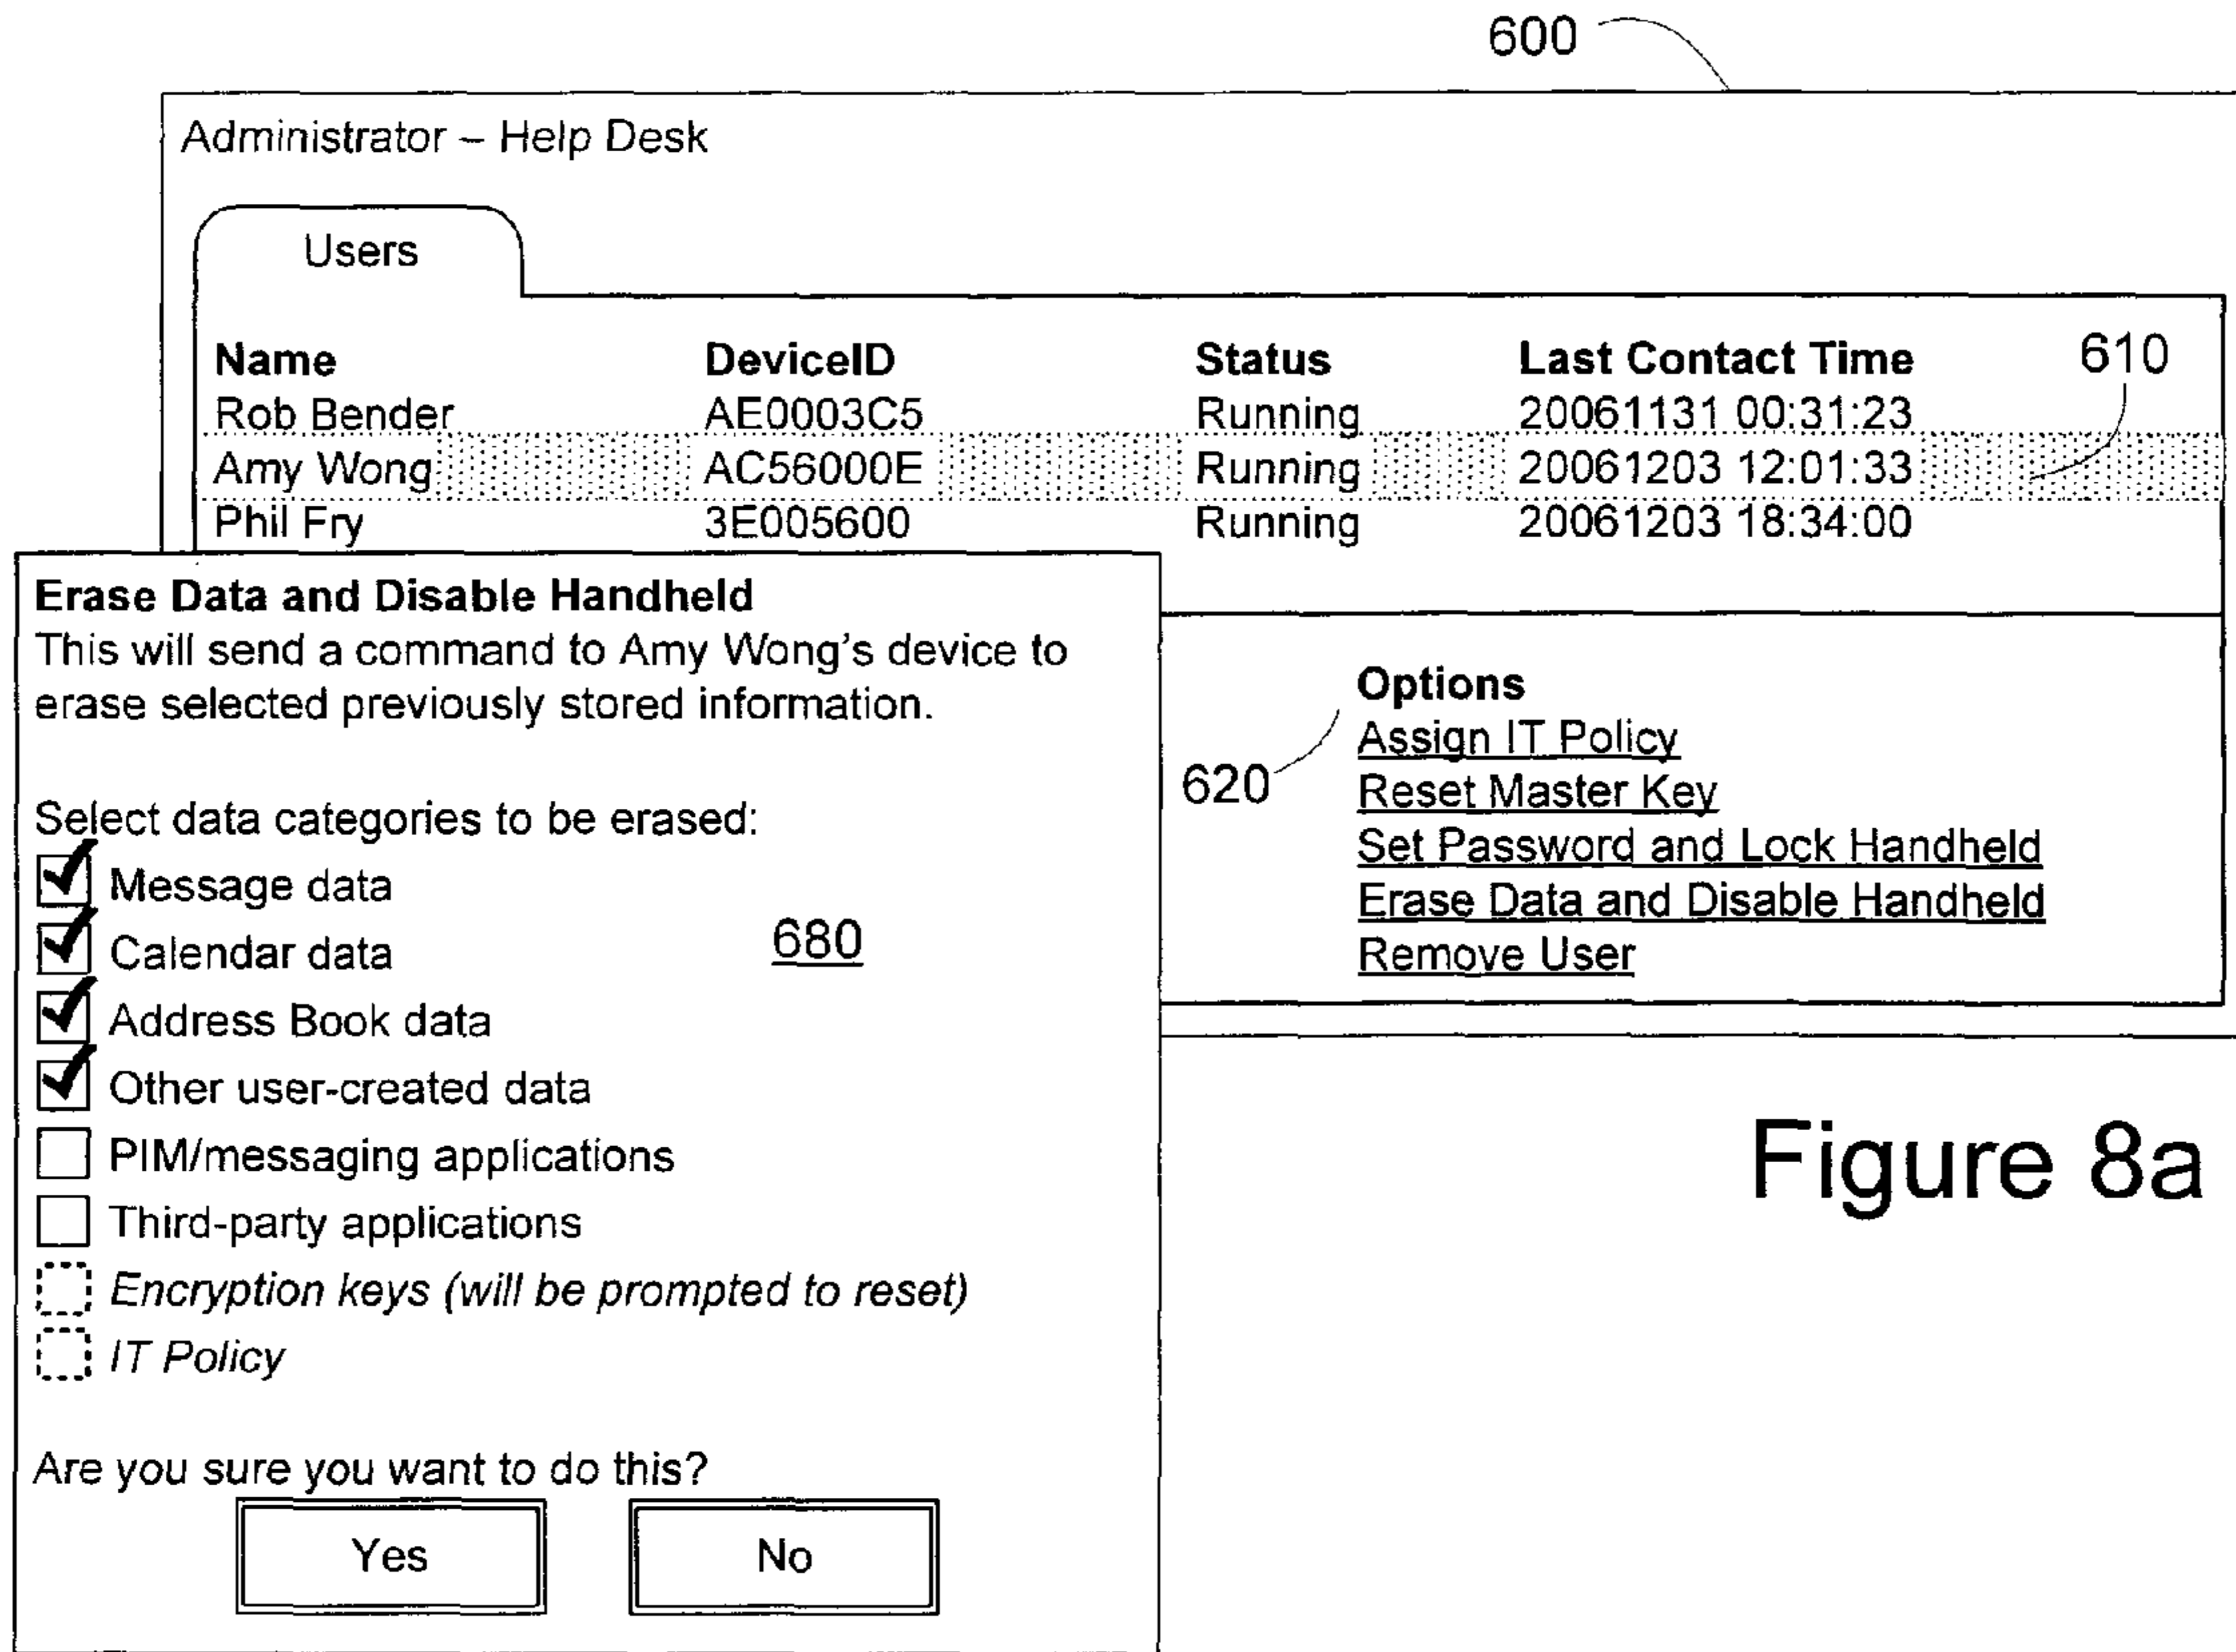 600
Administrator – Help Desk
Users
Name DeviceID Status Last Contact Time 610
Rob Bender AE0003C5 Running 20061131 00:31:23
Amy Wong AC56000E Running 20061203 12:01:33
Phil Fry 3E005600 Running 20061203 18:34:00
Erase Data and Disable Handheld
This will send a command to Amy Wong's device to
erase selected previously stored information.
Select data categories to be erased:
Message data
Calendar data
680
Address Book data
Other user-created data
PIM/messaging applications
Third-party applications
Encryption keys (will be prompted to reset)
IT Policy
Are you sure you want to do this?
Yes No
620
Options
Assign IT Policy
Reset Master Key
Set Password and Lock Handheld
Erase Data and Disable Handheld
Remove User
Figure 8a